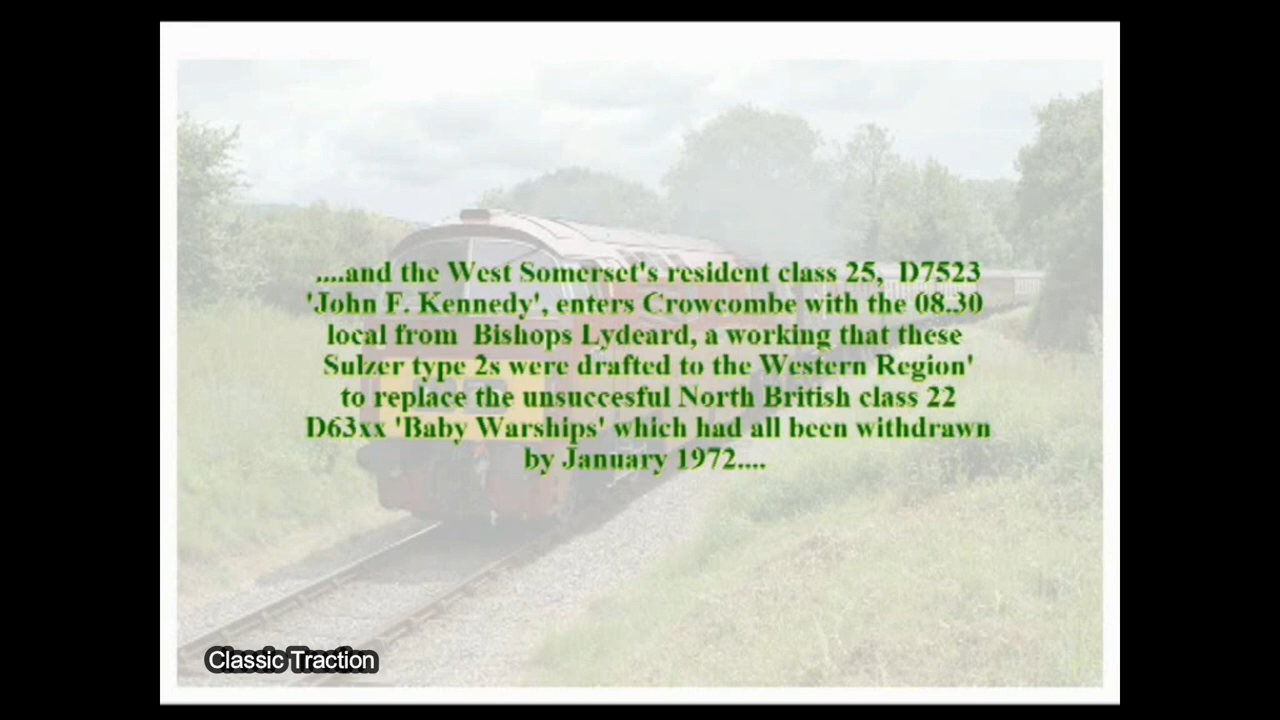 ....and the West Somerset's resident class 25,  D7523
'John F. Kennedy', enters Crowcombe with the 08.30
local from  Bishops Lydeard, a working that these
Sulzer type 2s were drafted to the Western Region'
to replace the unsuccesful North British class 22
D63xx 'Baby Warships' which had all been withdrawn
by January 1972....
Classic Traction